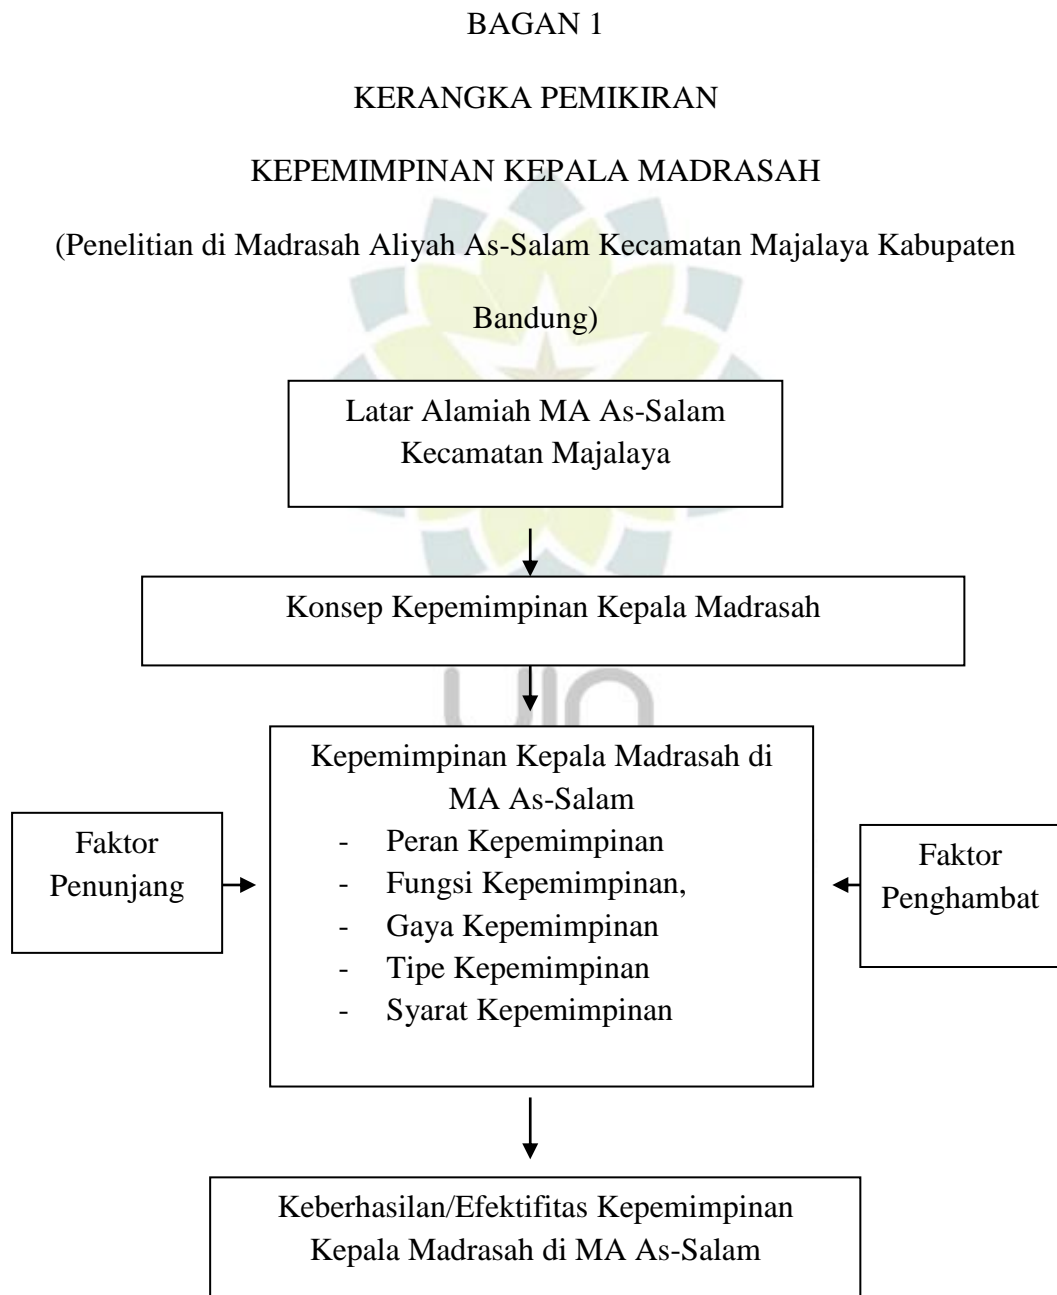 BAGAN 1
KERANGKA PEMIKIRAN
KEPEMIMPINAN KEPALA MADRASAH
(Penelitian di Madrasah Aliyah As-Salam Kecamatan Majalaya Kabupaten
Bandung)
Latar Alamiah MA As-Salam
Kecamatan Majalaya
Konsep Kepemimpinan Kepala Madrasah
uin
Kepemimpinan Kepala Madrasah di
MA As-Salam
- Peran Kepemimpinan
- Fungsi Kepemimpinan,
- Gaya Kepemimpinan
- Tipe Kepemimpinan
- Syarat Kepemimpinan
Faktor
Penunjang
Faktor
Penghambat
Keberhasilan/Efektifitas Kepemimpinan
Kepala Madrasah di MA As-Salam